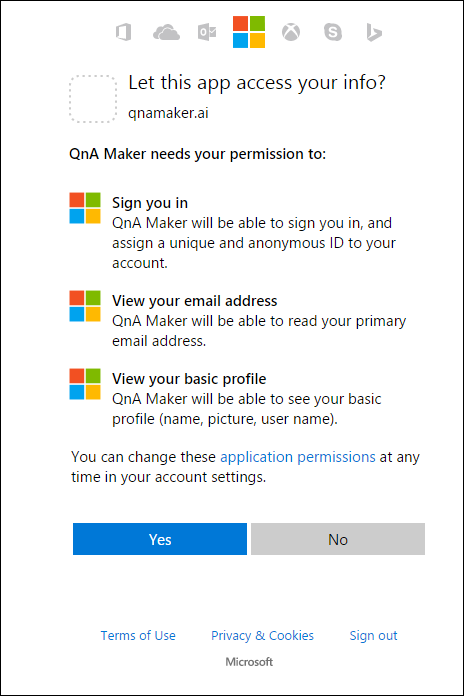 Let this app access your info?
qnamaker.ai
QnA Maker needs your permission to:
Sign you in
QnA Maker will be able to sign you in, and
assign a unique and anonymous ID to your
account.
View your email address
QnA Maker will be able to read your primary
email address.
View your basic profile
QnA Maker will be able to see your basic
profile (name, picture, user name).
You can change these application permissions at any
time in your account settings.
Yes No
Terms of Use Privacy & Cookies Sign out
Microsoft